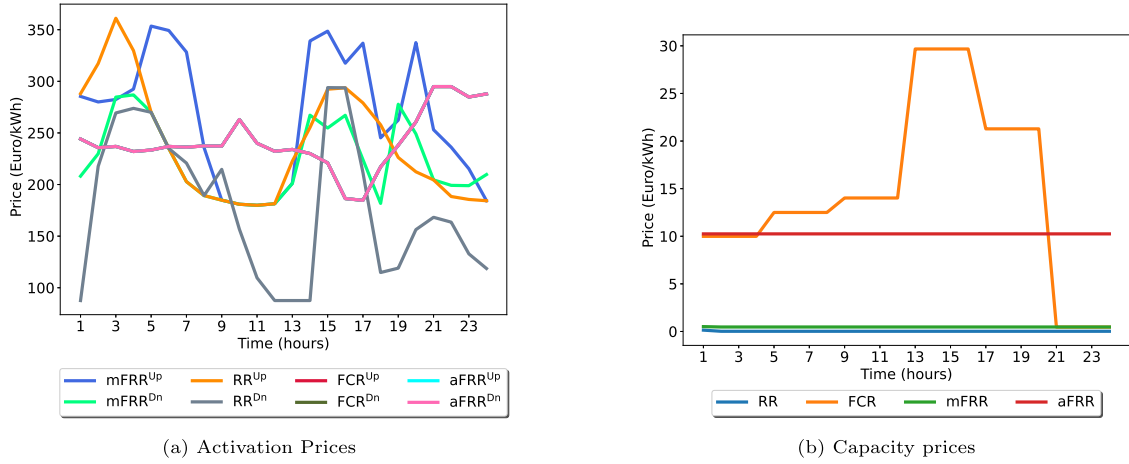 350
300
250
200
150
100
Price (Euro/kWh)
1 3 5 7 9 11 13 15 17 19 21 23
Time (hours)
mFRR^Up RR^Up FCR^Up aFRR^Up
mFRR^Dn RR^Dn FCR^Dn aFRR^Dn
(a) Activation Prices
30
25
20
15
10
5
0
Price (Euro/kWh)
1 3 5 7 9 11 13 15 17 19 21 23
Time (hours)
RR FCR mFRR aFRR
(b) Capacity prices